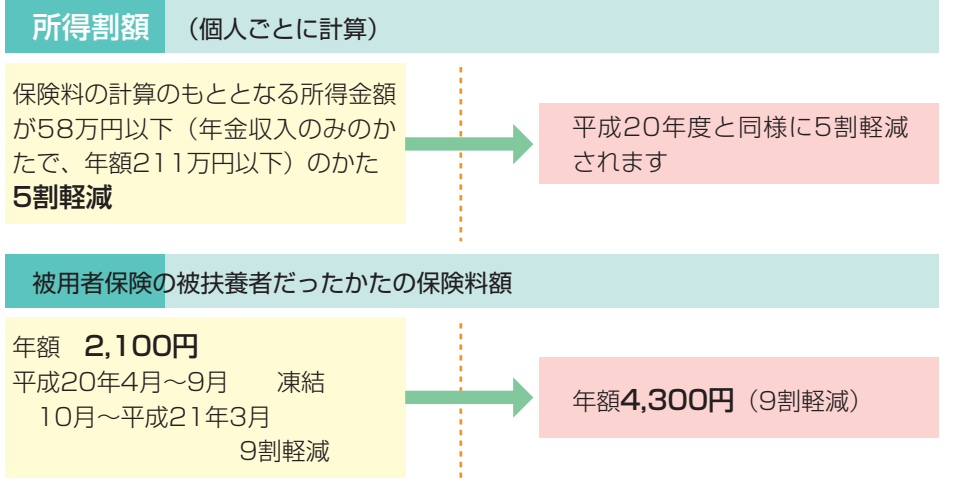 所得割額 （個人ごとに計算）
保険料の計算のもととなる所得金額
が58万円以下（年金収入のみのか
たで、年額211万円以下）のかた
5割軽減
平成20年度と同様に5割軽減
されます
被用者保険の被扶養者だったかたの保険料額
年額 2,100円
平成20年4月～9月 凍結
10月～平成21年3月
9割軽減
年額4,300円（9割軽減）